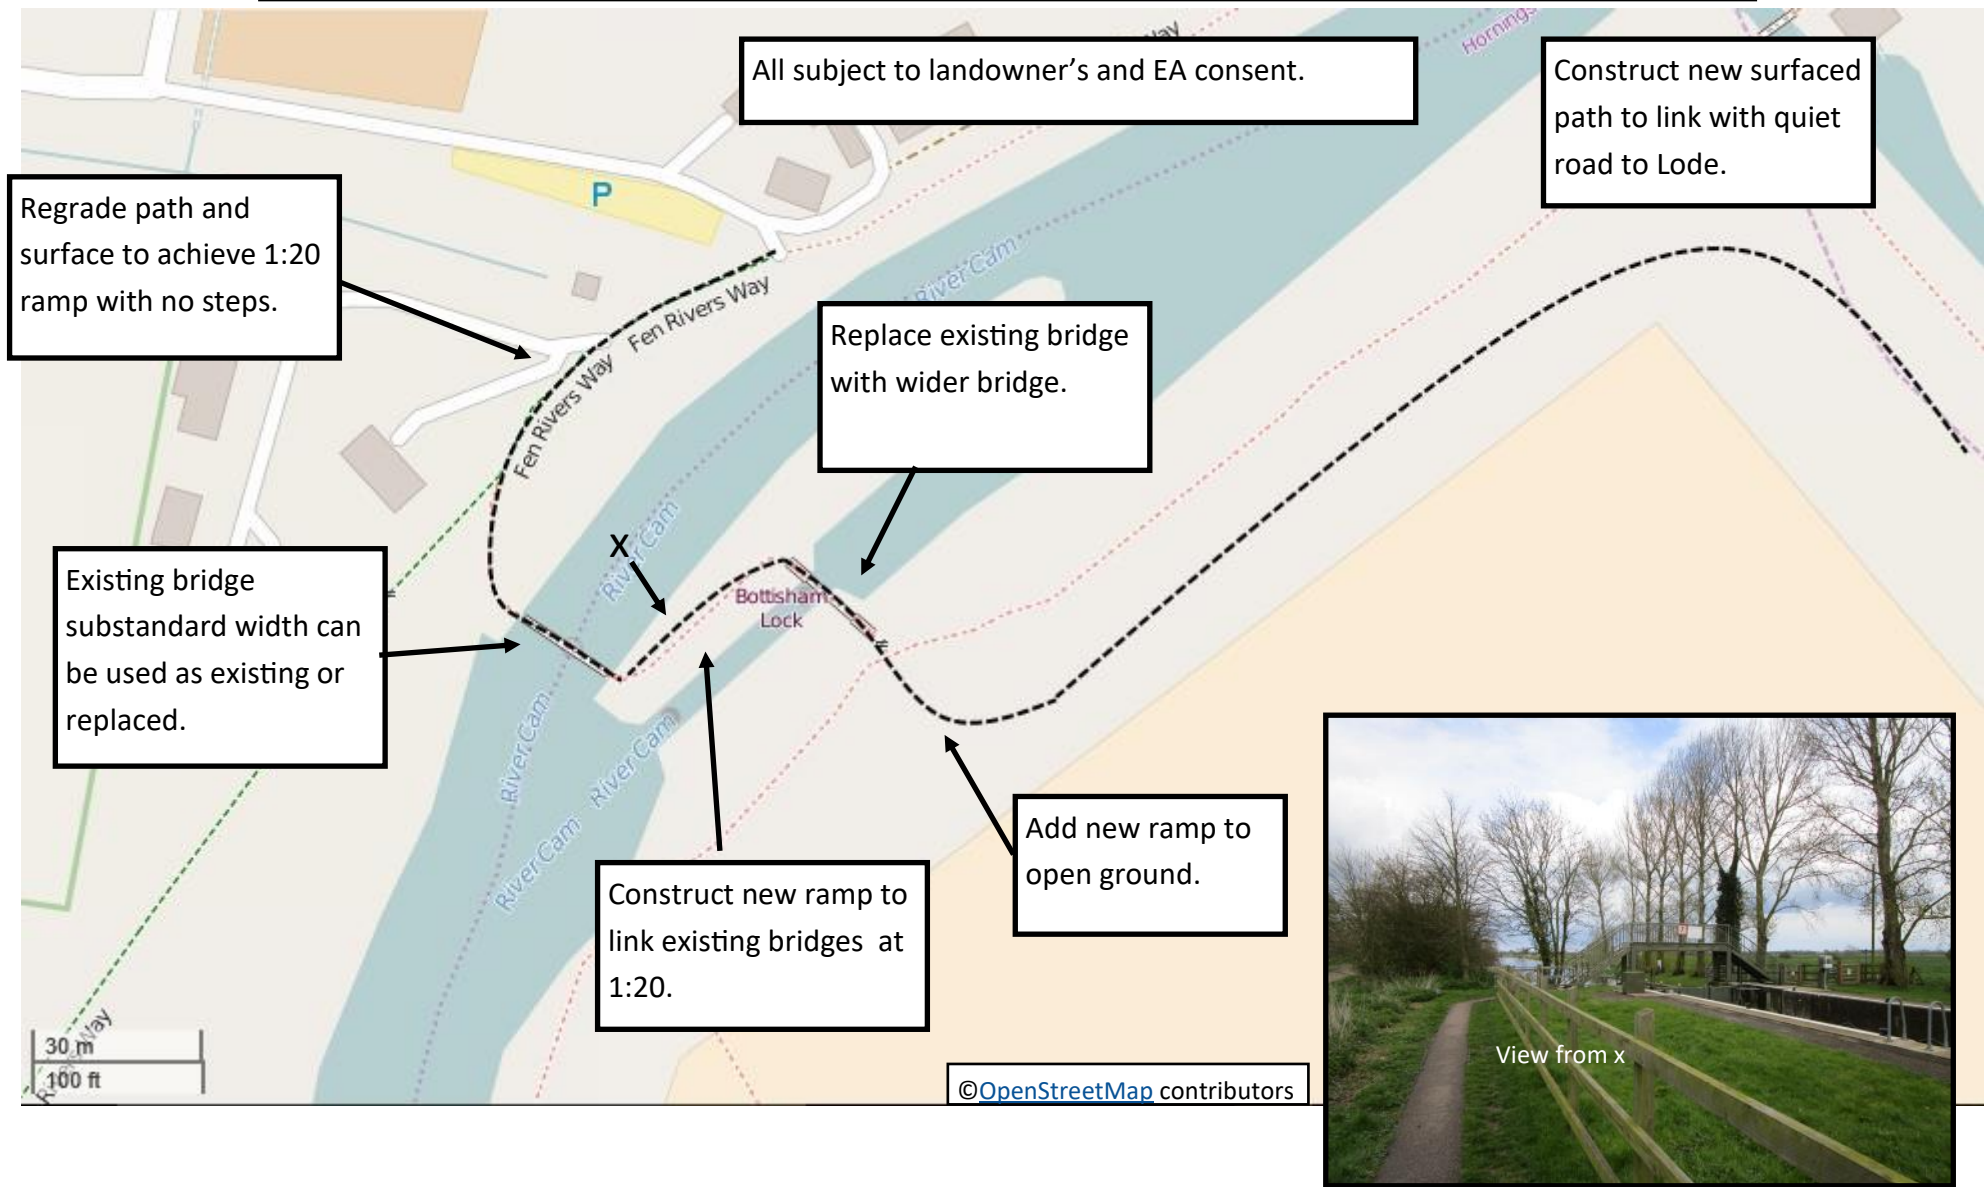 All subject to landowner's and EA consent.
Construct new surfaced
path to link with quiet
road to Lode.
Regrade path and
surface to achieve 1:20
ramp with no steps.
P
River Cam
Fen Rivers Way
Fen Rivers Way
Replace existing bridge
with wider bridge.
X
River Cam
Existing bridge
substandard width can
be used as existing or
replaced.
Bottisham
Lock
River Cam
River Cam
River Cam
Add new ramp to
open ground.
Construct new ramp to
link existing bridges at
1:20.
View from x
30 m
100 ft
Way
©OpenStreetMap contributors